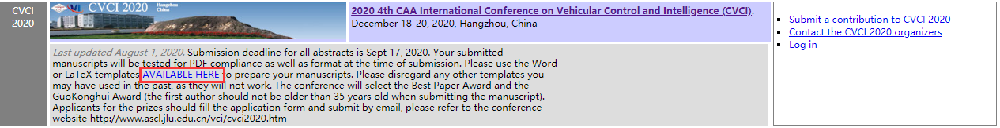 CVCI
2020
CVCI 2020
Hangzhou
China
2020 4th CAA International Conference on Vehicular Control and Intelligence (CVCI).
December 18-20, 2020, Hangzhou, China
Last updated August 1, 2020. Submission deadline for all abstracts is Sept 17, 2020. Your submitted
manuscripts will be tested for PDF compliance as well as format at the time of submission. Please use the Word
or LaTeX templates AVAILABLE HERE to prepare your manuscripts. Please disregard any other templates you
may have used in the past, as they will not work. The conference will select the Best Paper Award and the
GuoKonghui Award (the first author should not be older than 35 years old when submitting the manuscript).
Applicants for the prizes should fill the application form and submit by email, please refer to the conference
website http://www.ascl.jlu.edu.cn/vci/cvci2020.htm
Submit a contribution to CVCI 2020
Contact the CVCI 2020 organizers
Log in